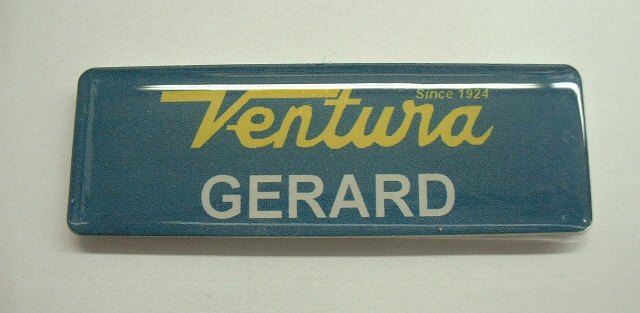 Since 1924
Ventura
GERARD